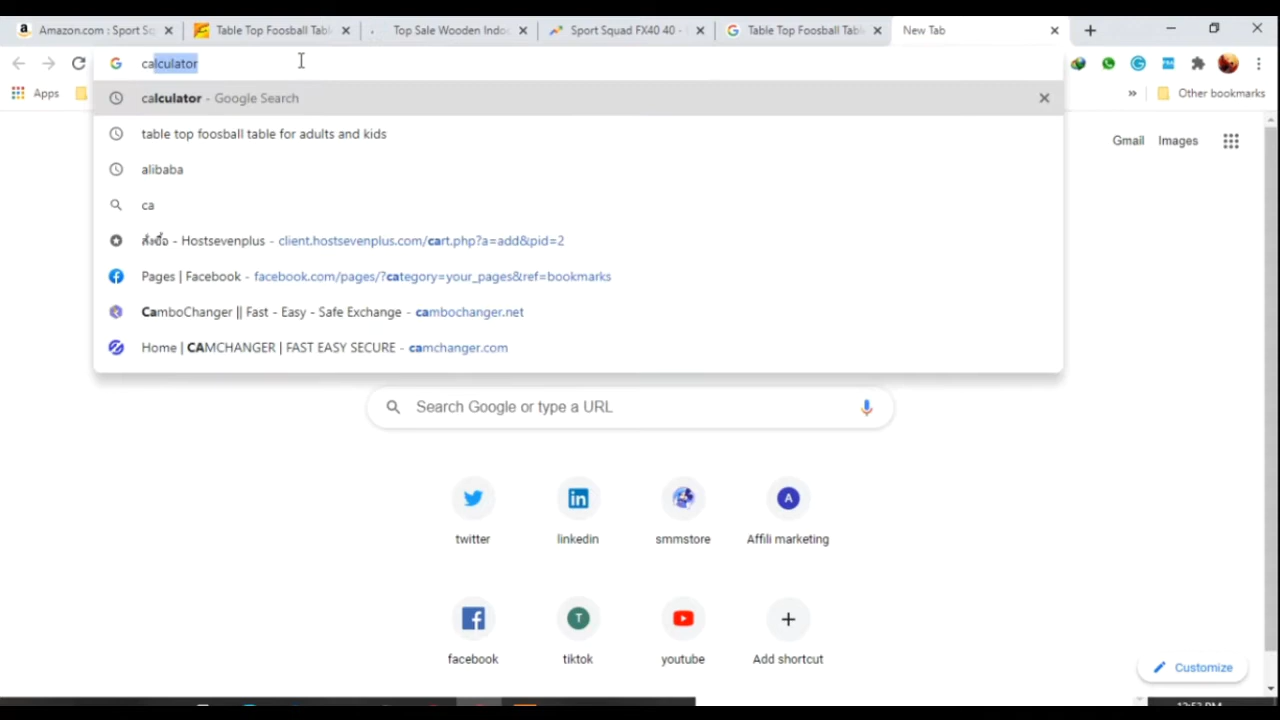 Amazon.com : Sport Sq
Table Top Foosball Tabl
Top Sale Wooden Indo
Sport Squad FX40 40 -
Table Top Foosball Tabl
New Tab
calculator
Apps
Other bookmarks
calculator - Google Search
table top foosball table for adults and kids
alibaba
ca
สั่งซื้อ - Hostsevenplus - client.hostsevenplus.com/cart.php?a=add&pid=2
Pages | Facebook - facebook.com/pages/?category=your_pages&ref=bookmarks
CamboChanger || Fast - Easy - Safe Exchange - cambochanger.net
Home | CAMCHANGER | FAST EASY SECURE - camchanger.com
Gmail Images
Search Google or type a URL
twitter
linkedin
smmstore
A
Affili marketing
facebook
T
tiktok
youtube
Add shortcut
Customize